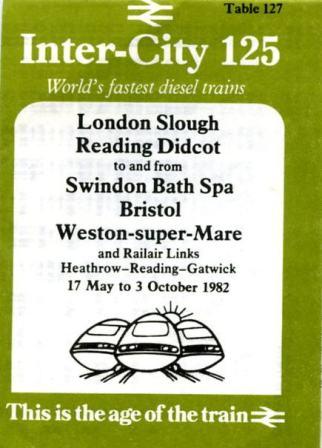 Table 127
Inter-City 125
World's fastest diesel trains
London Slough
Reading Didcot
to and from
Swindon Bath Spa
Bristol
Weston-super-Mare
and Railair Links
Heathrow–Reading–Gatwick
17 May to 3 October 1982
This is the age of the train